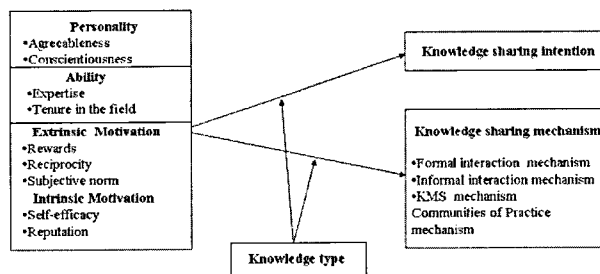 Personality
•Agreeableness
•Conscientiousness
Ability
•Expertise
•Tenure in the field
Extrinsic Motivation
•Rewards
•Reciprocity
•Subjective norm
Intrinsic Motivation
•Self-efficacy
•Reputation
Knowledge sharing intention
Knowledge sharing mechanism
•Formal interaction mechanism
•Informal interaction mechanism
•KMS mechanism
Communities of Practice
mechanism
Knowledge type